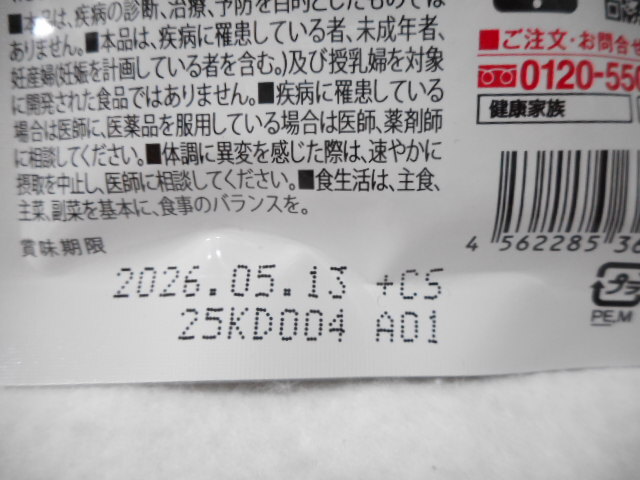 ■本品は、疾病の診断、治療、予防を目的としたものでは
ありません。■本品は、疾病に罹患している者、未成年者、
妊産婦(妊娠を計画している者を含む。)及び授乳婦を対象
に開発された食品ではありません。■疾病に罹患している
場合は医師に、医薬品を服用している場合は医師、薬剤師
に相談してください。■体調に異変を感じた際は、速やかに
摂取を中止し、医師に相談してください。■食生活は、主食、
主菜、副菜を基本に、食事のバランスを。
賞味期限
2026.05.13 +CS
25KD004 A01
■ご注文・お問合せ
0120-550
健康家族
4 562285 36
プラ
PE,M